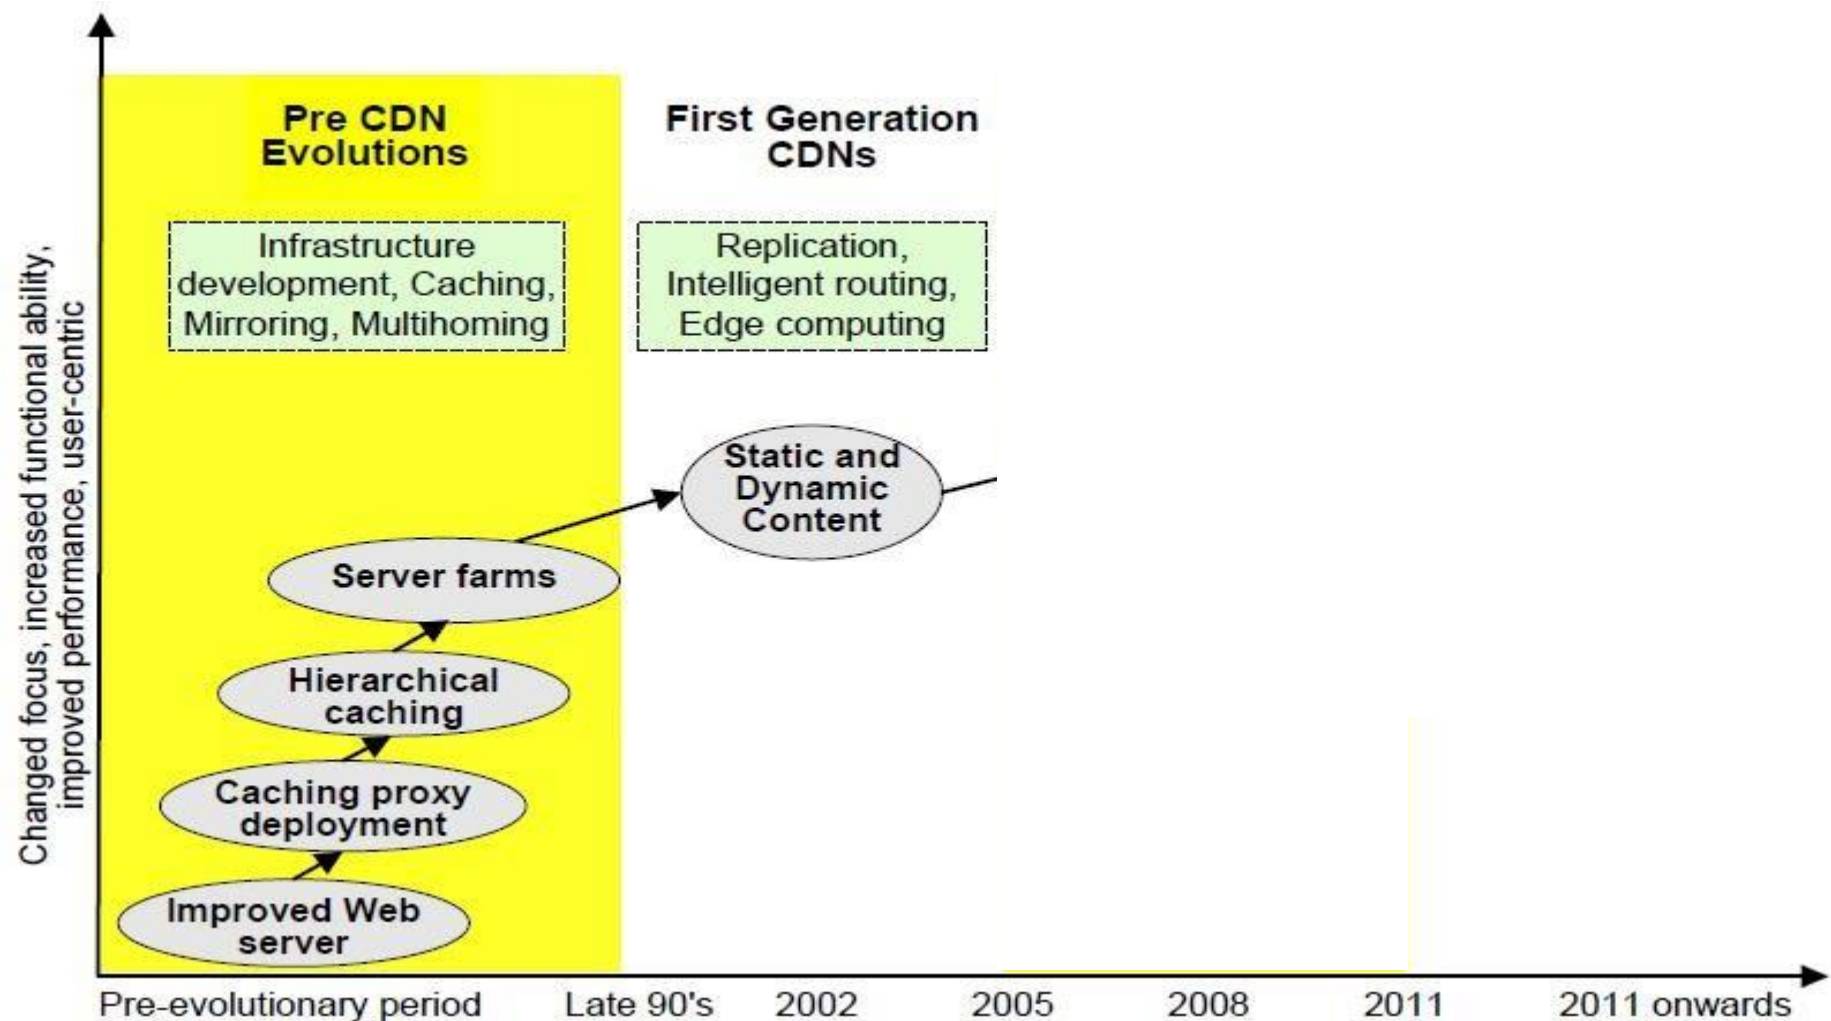 Pre CDN
Evolutions
First Generation
CDNs
Infrastructure
development, Caching,
Mirroring, Multihoming
Replication,
Intelligent routing,
Edge computing
Changed focus, increased functional ability,
improved performance, user-centric
Static and
Dynamic
Content
Server farms
Hierarchical
caching
Caching proxy
deployment
Improved Web
server
Pre-evolutionary period Late 90's 2002 2005 2008 2011 2011 onwards